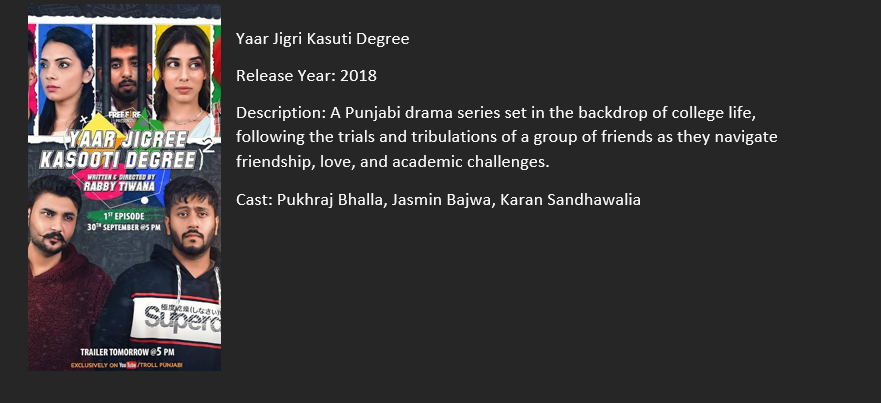 FREE FIRE
PRESENTS
YAAR JIGREE
KASOOTI DEGREE 2
WRITTEN & DIRECTED BY
RABBY TIWANA
1ST EPISODE
30TH SEPTEMBER @5 PM
極度乾燥(しなさい)
Superd
TRAILER TOMORROW @5 PM
EXCLUSIVELY ON YouTube/TROLL PUNJABI
Yaar Jigri Kasuti Degree
Release Year: 2018
Description: A Punjabi drama series set in the backdrop of college life,
following the trials and tribulations of a group of friends as they navigate
friendship, love, and academic challenges.
Cast: Pukhraj Bhalla, Jasmin Bajwa, Karan Sandhawalia